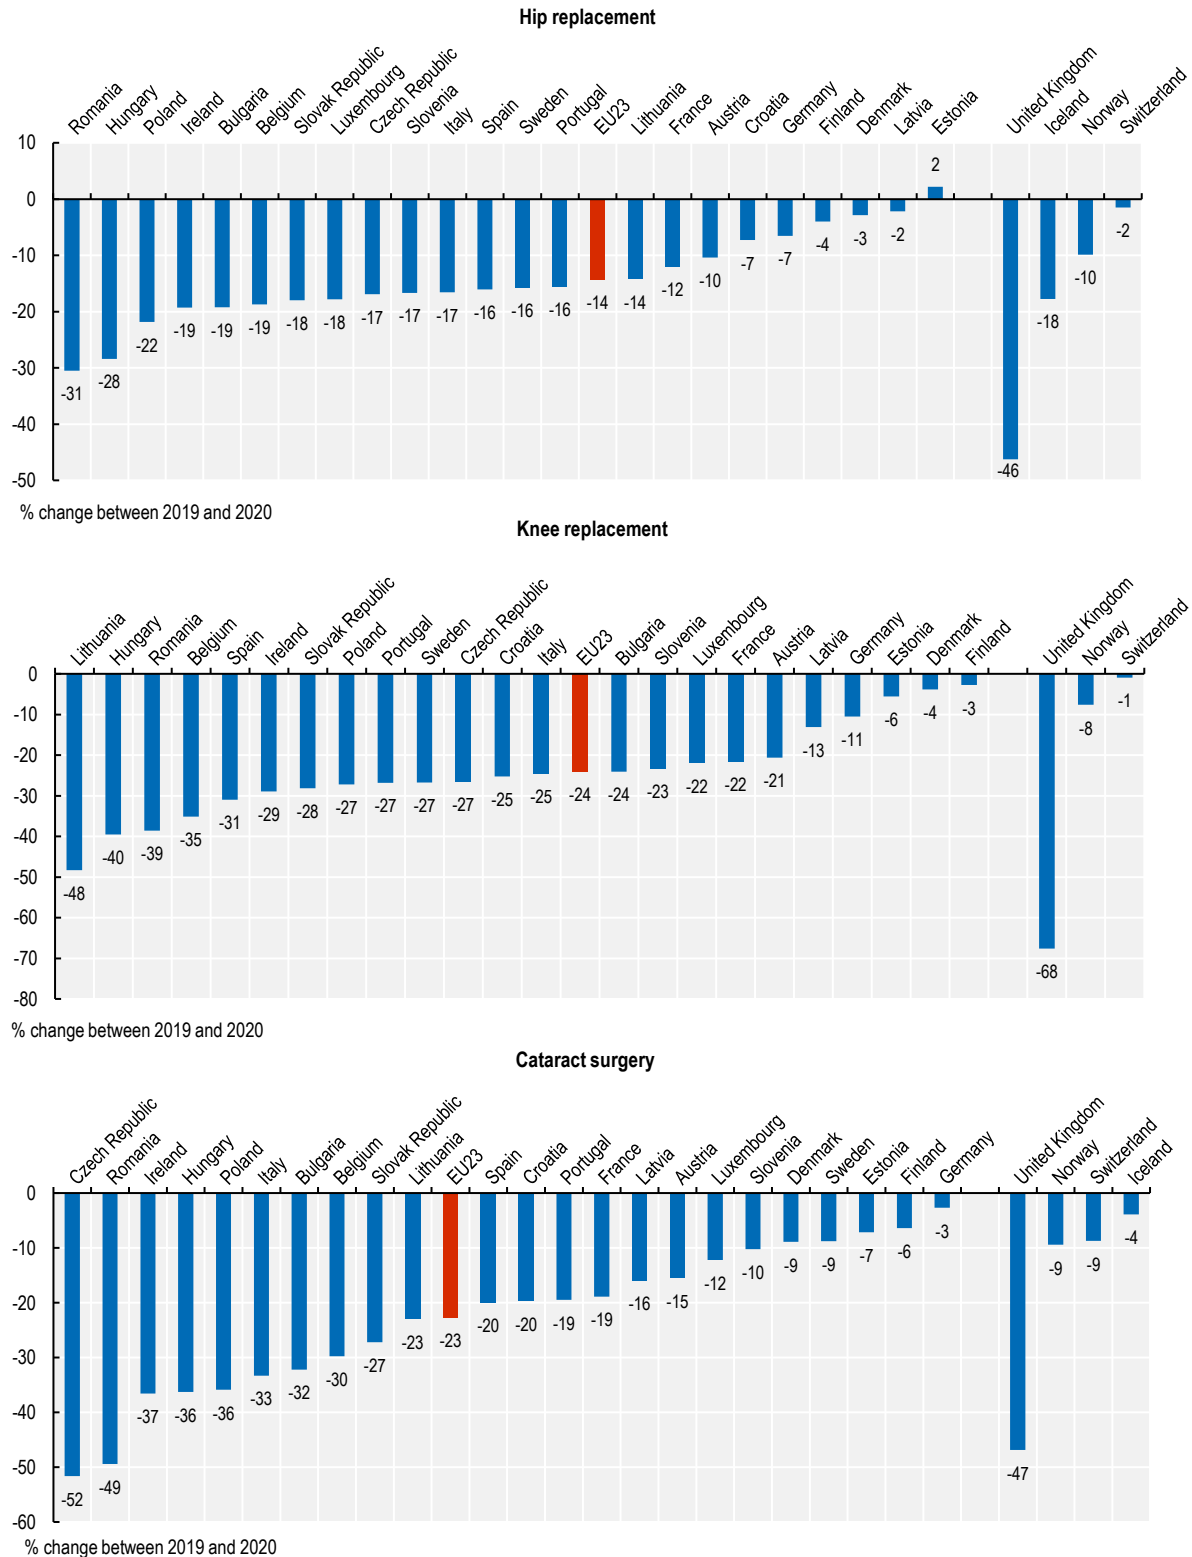 Hip replacement
Romania
Hungary
Poland
Ireland
Bulgaria
Belgium
Slovak Republic
Luxembourg
Czech Republic
Slovenia
Italy
Spain
Sweden
Portugal
EU23
Lithuania
France
Austria
Croatia
Germany
Finland
Denmark
Latvia
Estonia
United Kingdom
Iceland
Norway
Switzerland
10
0
-10
-20
-30
-40
-50
-31
-28
-22
-19
-19
-19
-18
-18
-17
-17
-17
-16
-16
-16
-14
-14
-12
-10
-7
-7
-4
-3
-2
2
-46
-18
-10
-2
% change between 2019 and 2020
Knee replacement
Lithuania
Hungary
Romania
Belgium
Spain
Ireland
Slovak Republic
Poland
Portugal
Sweden
Czech Republic
Croatia
Italy
EU23
Bulgaria
Slovenia
Luxembourg
France
Austria
Latvia
Germany
Estonia
Denmark
Finland
United Kingdom
Norway
Switzerland
0
-10
-20
-30
-40
-50
-60
-70
-80
-48
-40
-39
-35
-31
-29
-28
-27
-27
-27
-27
-25
-25
-24
-24
-23
-22
-22
-21
-13
-11
-6
-4
-3
-68
-8
-1
% change between 2019 and 2020
Cataract surgery
Czech Republic
Romania
Ireland
Hungary
Poland
Italy
Bulgaria
Belgium
Slovak Republic
Lithuania
EU23
Spain
Croatia
Portugal
France
Latvia
Austria
Luxembourg
Slovenia
Denmark
Sweden
Estonia
Finland
Germany
United Kingdom
Norway
Switzerland
Iceland
0
-10
-20
-30
-40
-50
-60
-52
-49
-37
-36
-36
-33
-32
-30
-27
-23
-23
-20
-20
-19
-19
-16
-15
-12
-10
-9
-9
-7
-6
-3
-47
-9
-9
-4
% change between 2019 and 2020